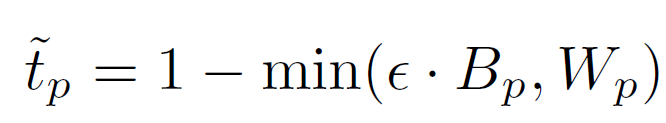 t̃_p = 1 − min(ϵ · B_p, W_p)